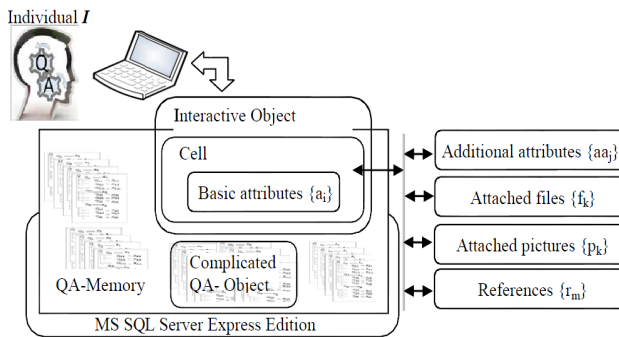 Individual I
Q
A
Interactive Object
Cell
Basic attributes {ai}
Additional attributes {aaj}
Attached files {fk}
Attached pictures {pk}
References {rm}
QA-Memory
Complicated
QA- Object
MS SQL Server Express Edition